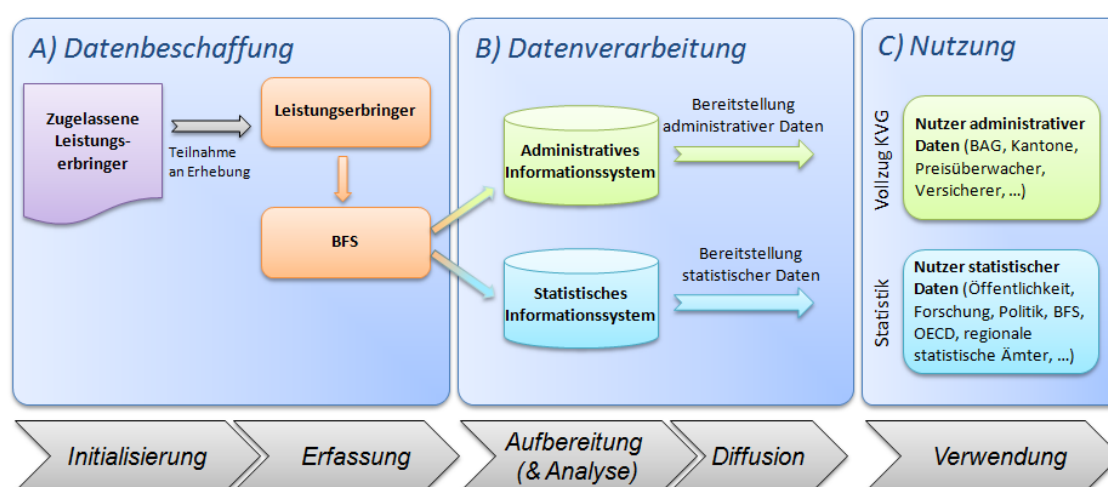 A) Datenbeschaffung
Zugelassene
Leistungs-
erbringer
Teilnahme
an Erhebung
Leistungserbringer
BFS
B) Datenverarbeitung
Administratives
Informationssystem
Bereitstellung
administrativer Daten
Statistisches
Informationssystem
Bereitstellung
statistischer Daten
C) Nutzung
Vollzug KVG
Nutzer administrativer
Daten (BAG, Kantone,
Preisüberwacher,
Versicherer, ...)
Statistik
Nutzer statistischer
Daten (Öffentlichkeit,
Forschung, Politik, BFS,
OECD, regionale
statistische Ämter, ...)
Initialisierung
Erfassung
Aufbereitung
(& Analyse)
Diffusion
Verwendung